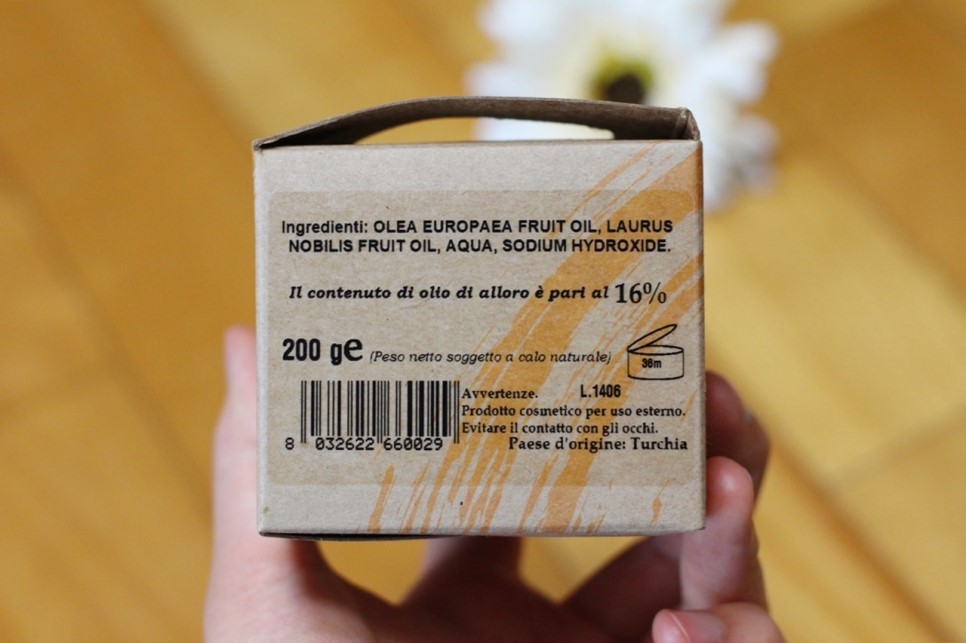 Ingredienti: OLEA EUROPAEA FRUIT OIL, LAURUS
NOBILIS FRUIT OIL, AQUA, SODIUM HYDROXIDE.
Il contenuto di olio di alloro è pari al 16%
200 g℮ (Peso netto soggetto a calo naturale)
36m
Avvertenze. L.1406
Prodotto cosmetico per uso esterno.
Evitare il contatto con gli occhi.
Paese d'origine: Turchia
8 032622 660029